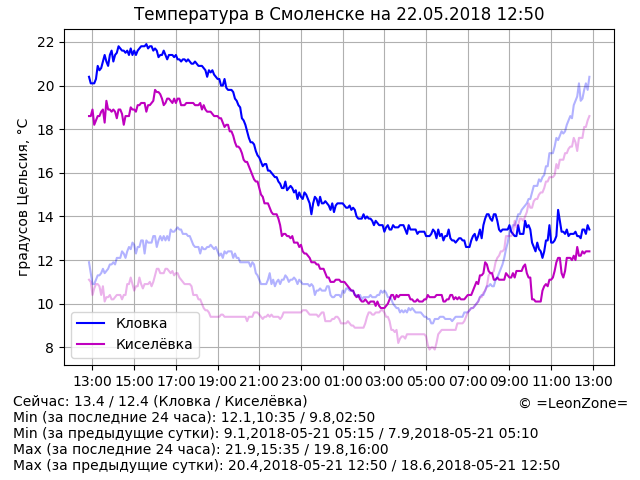 Температура в Смоленске на 22.05.2018 12:50
градусов Цельсия, °C
22
20
18
16
14
12
10
8
Кловка
Киселёвка
13:00 15:00 17:00 19:00 21:00 23:00 01:00 03:00 05:00 07:00 09:00 11:00 13:00
Сейчас: 13.4 / 12.4 (Кловка / Киселёвка)
© =LeonZone=
Min (за последние 24 часа): 12.1,10:35 / 9.8,02:50
Min (за предыдущие сутки): 9.1,2018-05-21 05:15 / 7.9,2018-05-21 05:10
Max (за последние 24 часа): 21.9,15:35 / 19.8,16:00
Max (за предыдущие сутки): 20.4,2018-05-21 12:50 / 18.6,2018-05-21 12:50